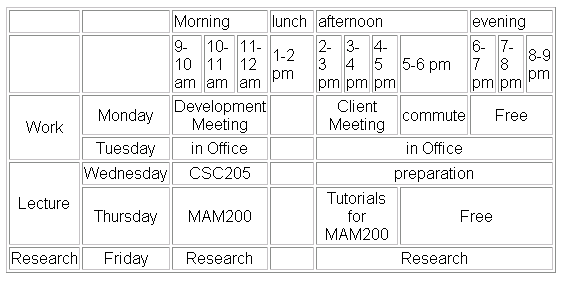 Morning lunch afternoon evening
9-10 am 10-11 am 11-12 am 1-2 pm 2-3 pm 3-4 pm 4-5 pm 5-6 pm 6-7 pm 7-8 pm 8-9 pm
Work Monday Development Meeting Client Meeting commute Free
Tuesday in Office in Office
Lecture Wednesday CSC205 preparation
Thursday MAM200 Tutorials for MAM200 Free
Research Friday Research Research